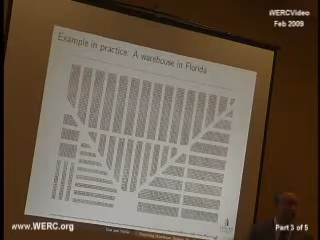 WERCVideo
Feb 2009
Example in practice: A warehouse in Florida
www.WERC.org
Part 3 of 5